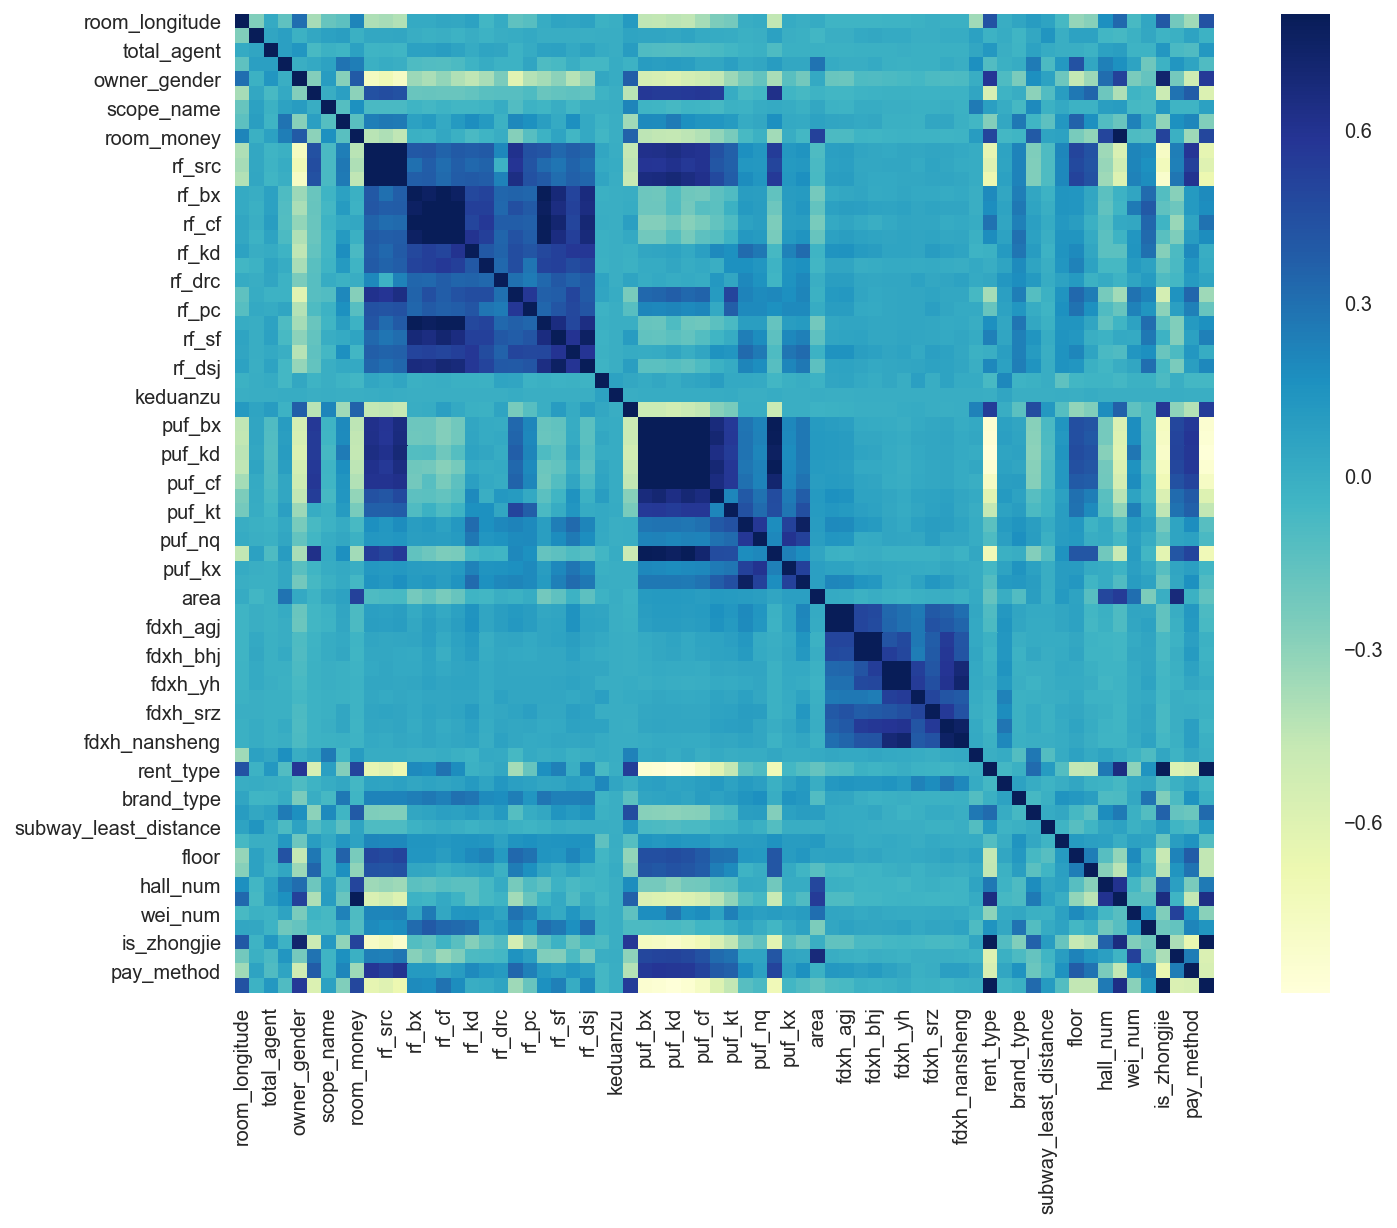 room_longitude
total_agent
owner_gender
scope_name
room_money
rf_src
rf_bx
rf_cf
rf_kd
rf_drc
rf_pc
rf_sf
rf_dsj
keduanzu
puf_bx
puf_kd
puf_cf
puf_kt
puf_nq
puf_kx
area
fdxh_agj
fdxh_bhj
fdxh_yh
fdxh_srz
fdxh_nansheng
rent_type
brand_type
subway_least_distance
floor
hall_num
wei_num
is_zhongjie
pay_method
room_longitude
total_agent
owner_gender
scope_name
room_money
rf_src
rf_bx
rf_cf
rf_kd
rf_drc
rf_pc
rf_sf
rf_dsj
keduanzu
puf_bx
puf_kd
puf_cf
puf_kt
puf_nq
puf_kx
area
fdxh_agj
fdxh_bhj
fdxh_yh
fdxh_srz
fdxh_nansheng
rent_type
brand_type
subway_least_distance
floor
hall_num
wei_num
is_zhongjie
pay_method
0.6
0.3
0.0
−0.3
−0.6